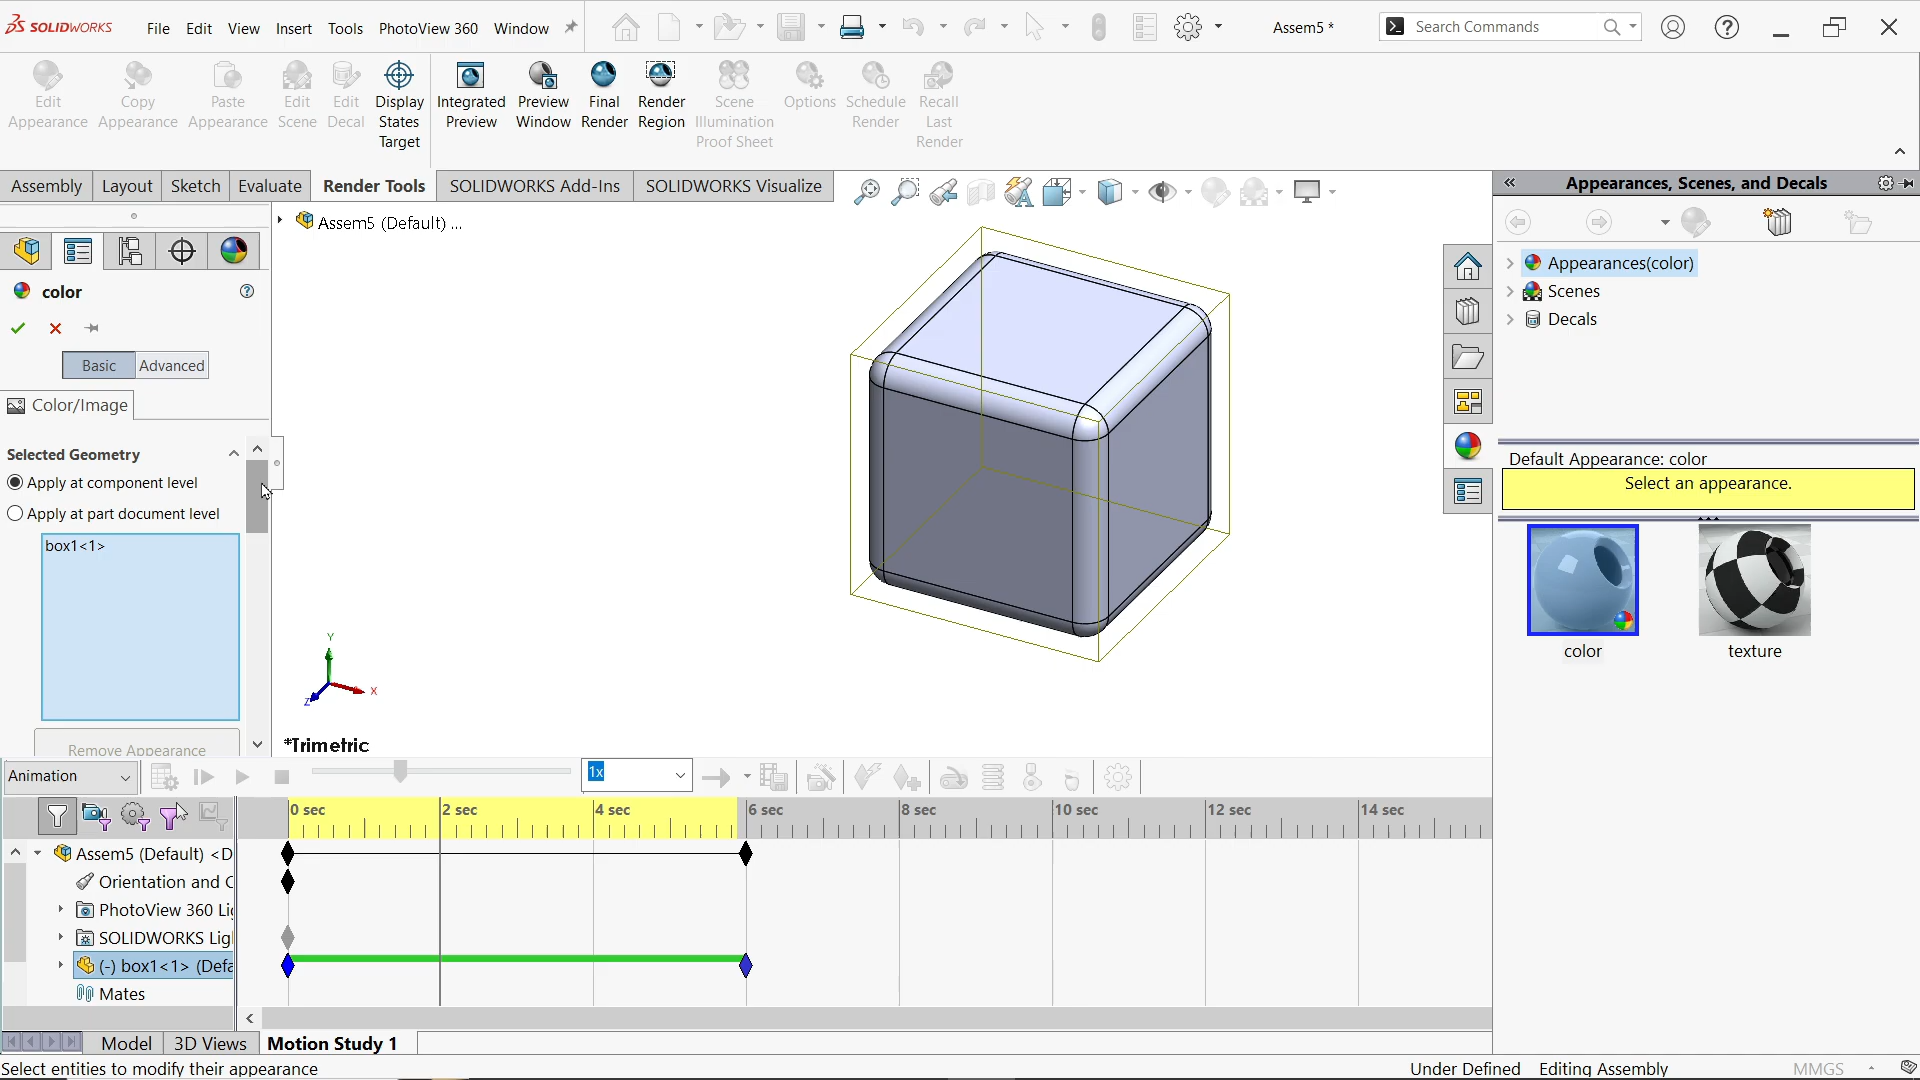 SOLIDWORKS File Edit View Insert Tools PhotoView 360 Window Assem5 * Search Commands
Edit Appearance
Copy Appearance
Paste Appearance
Edit Scene
Edit Decal
Display States Target
Integrated Preview
Preview Window
Final Render
Render Region
Scene Illumination Proof Sheet
Options
Schedule Render
Recall Last Render
Assembly Layout Sketch Evaluate Render Tools SOLIDWORKS Add-Ins SOLIDWORKS Visualize
Appearances, Scenes, and Decals
Assem5 (Default) ...
Appearances(color)
Scenes
Decals
color
Basic Advanced
Color/Image
Selected Geometry
Apply at component level
Apply at part document level
box1<1>
Remove Appearance
Default Appearance: color
Select an appearance.
color texture
Y
X
Z
*Trimetric
Animation 1x
0 sec 2 sec 4 sec 6 sec 8 sec 10 sec 12 sec 14 sec
Assem5 (Default) <D
Orientation and C
PhotoView 360 Li
SOLIDWORKS Lig
(-) box1<1> (Defa
Mates
Model 3D Views Motion Study 1
Select entities to modify their appearance Under Defined Editing Assembly MMGS